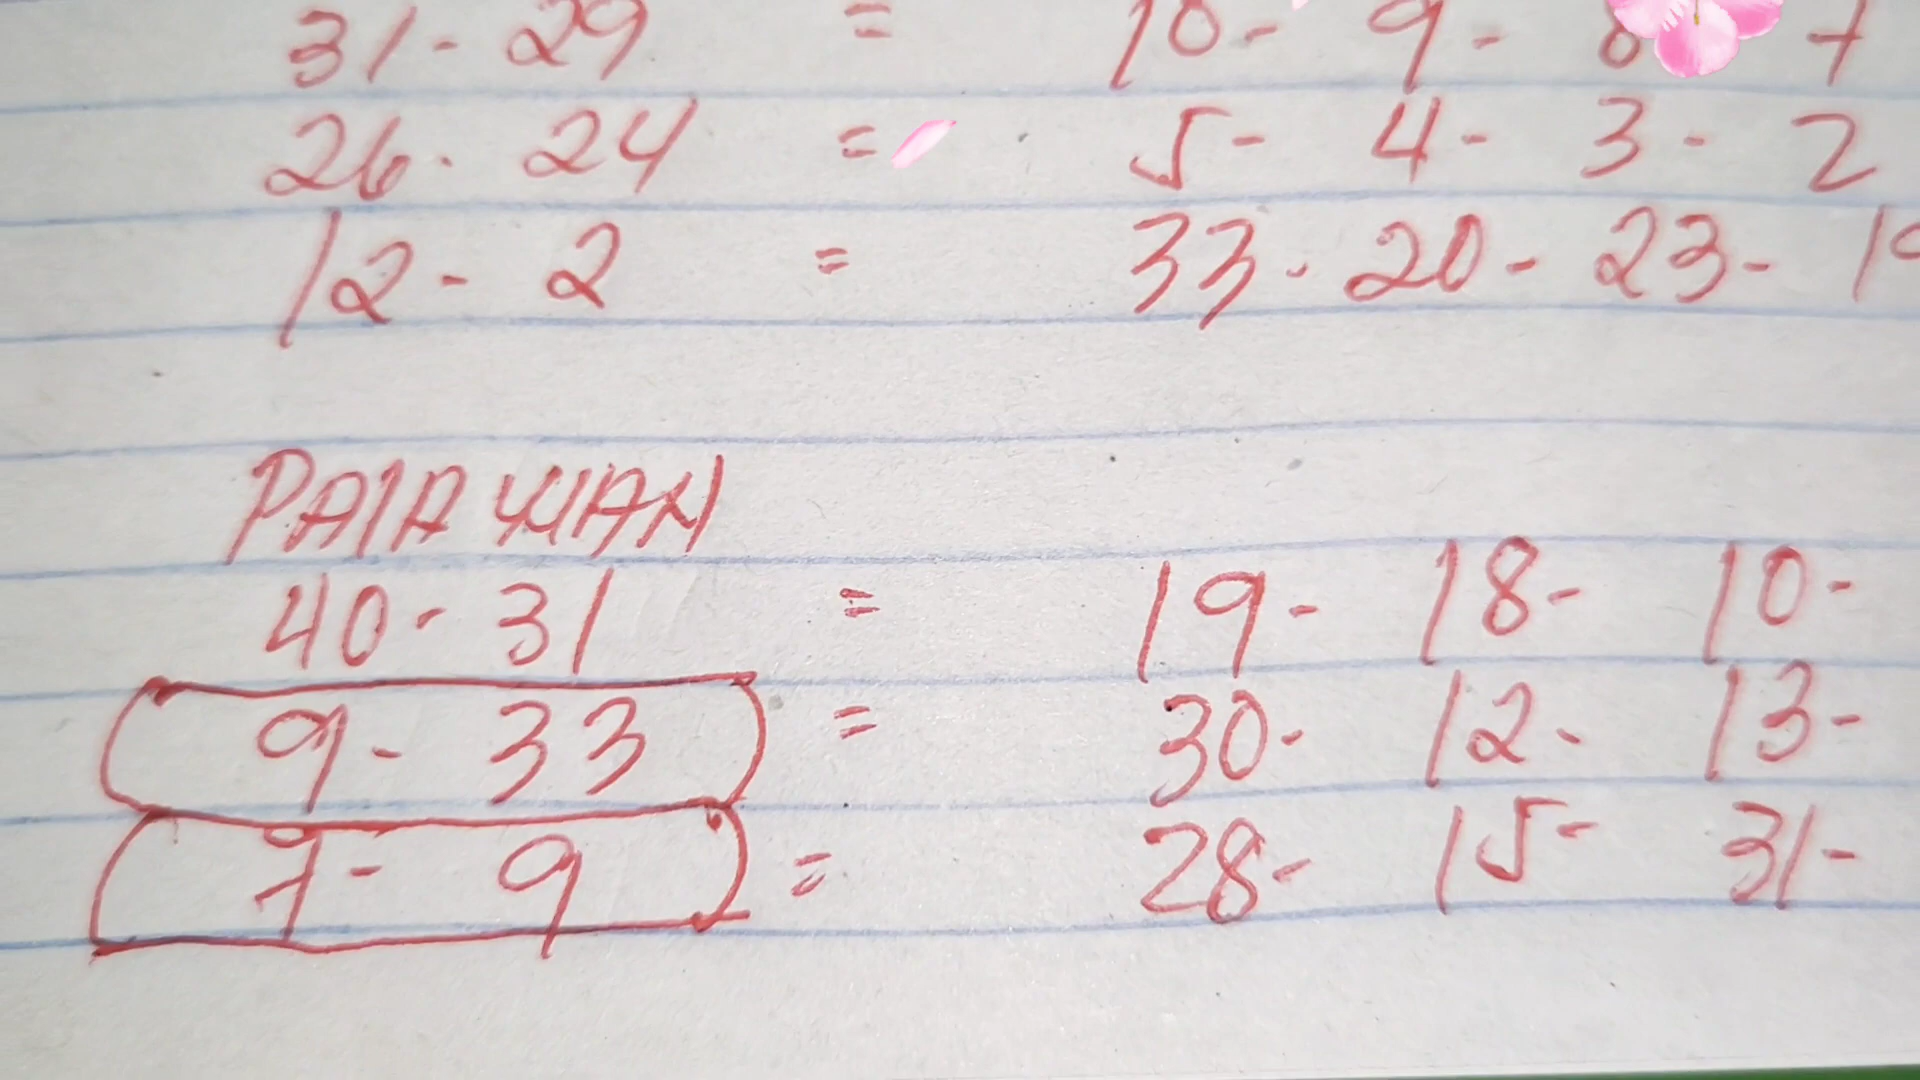 31 - 29 = 10 - 9 - 8 7
26 - 24 = 5 - 4 - 3 - 2
12 - 2 = 33 - 20 - 23 -
PAIRWAN
40 - 31 = 19 - 18 - 10 -
9 - 33 = 30 - 12 - 13 -
7 - 9 = 28 - 15 - 31 -